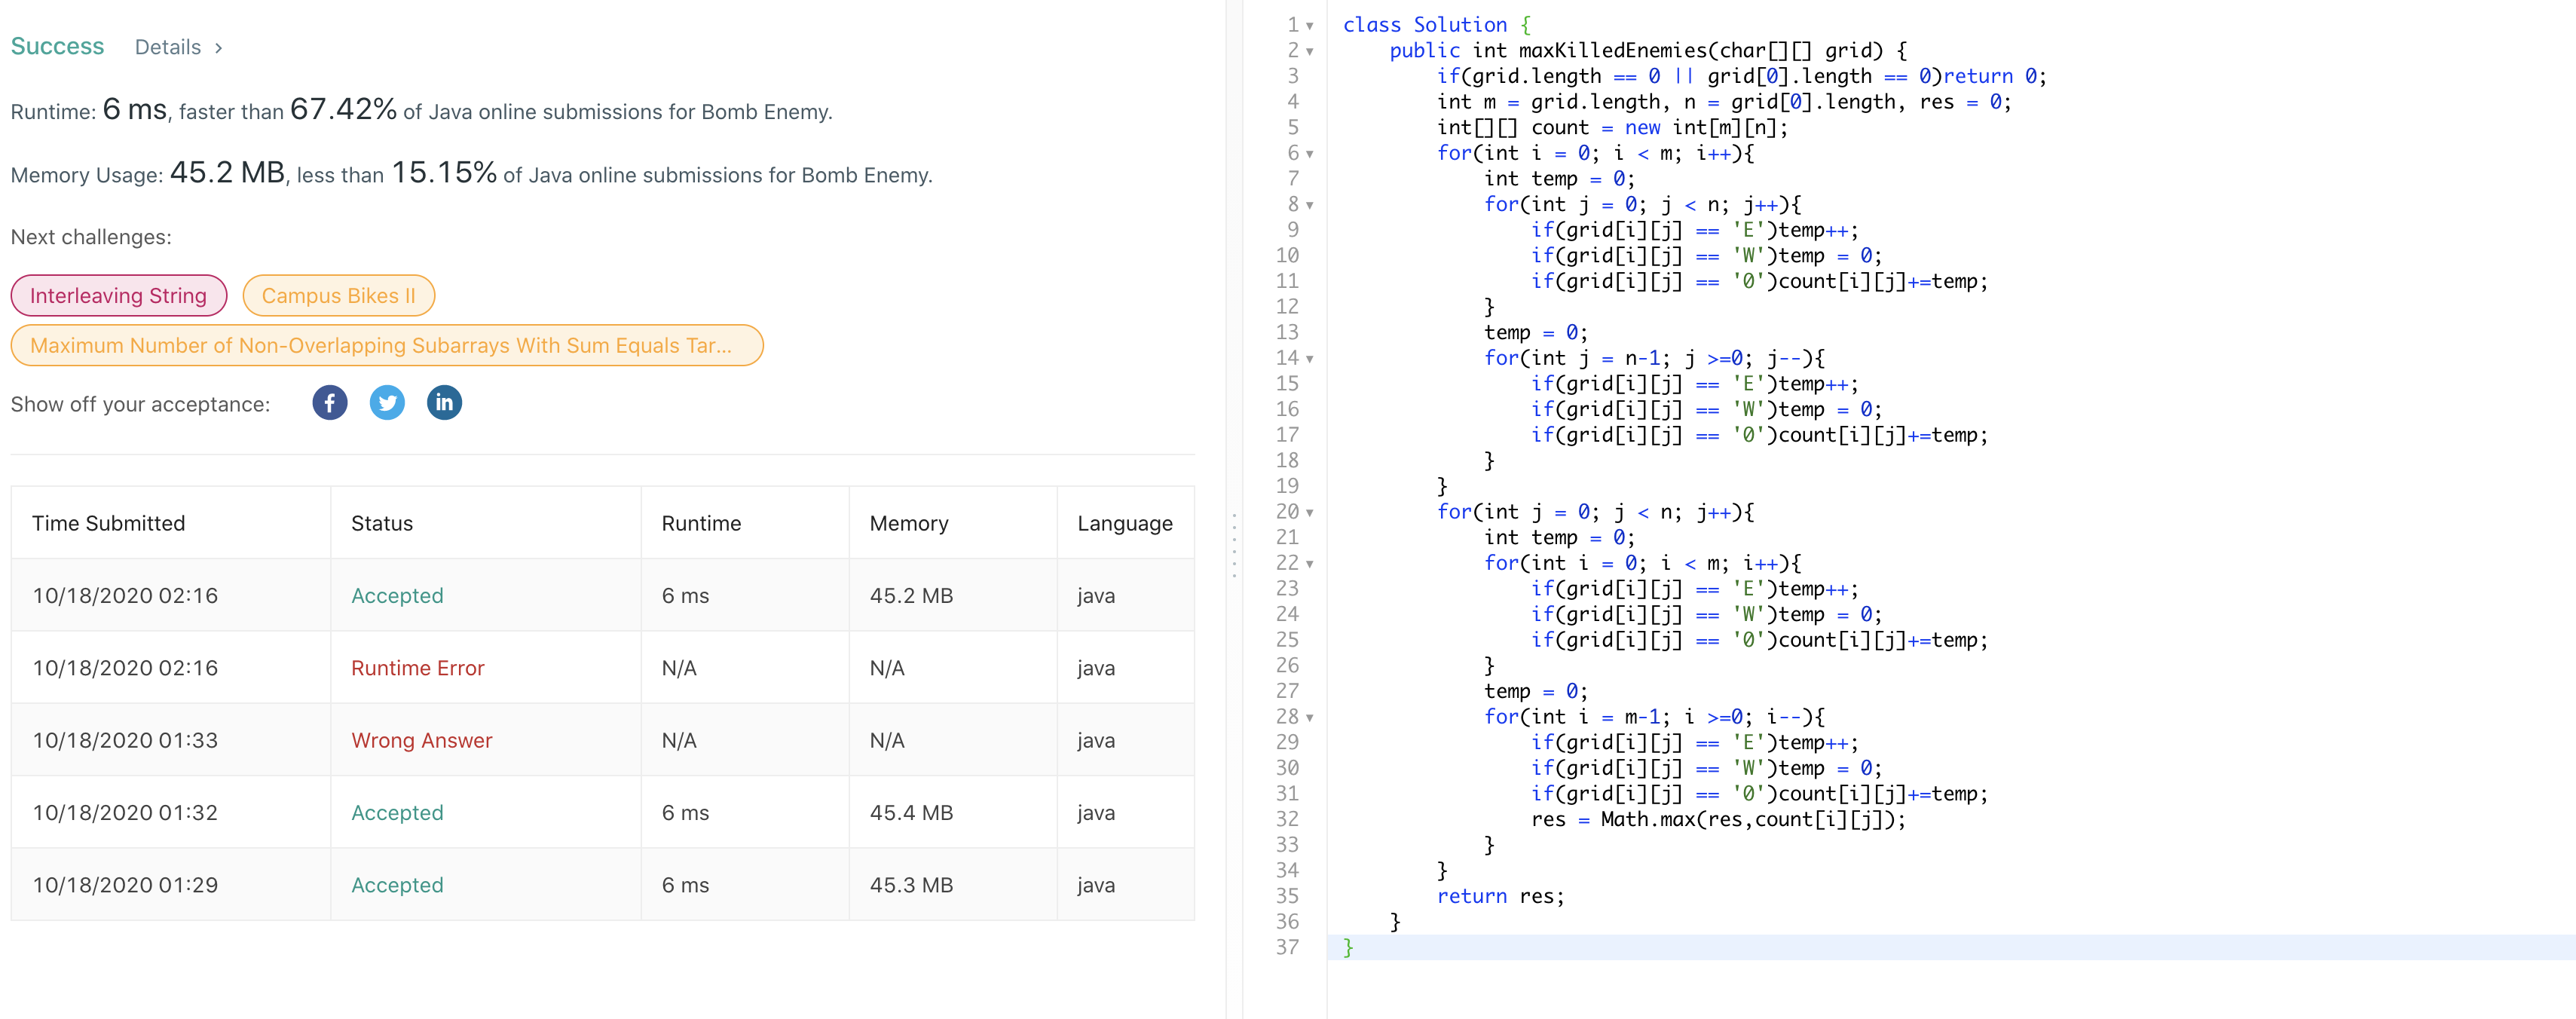 Success Details >
Runtime: 6 ms, faster than 67.42% of Java online submissions for Bomb Enemy.
Memory Usage: 45.2 MB, less than 15.15% of Java online submissions for Bomb Enemy.
Next challenges:
Interleaving String Campus Bikes II
Maximum Number of Non-Overlapping Subarrays With Sum Equals Tar...
Show off your acceptance: f in
Time Submitted Status Runtime Memory Language
10/18/2020 02:16 Accepted 6 ms 45.2 MB java
10/18/2020 02:16 Runtime Error N/A N/A java
10/18/2020 01:33 Wrong Answer N/A N/A java
10/18/2020 01:32 Accepted 6 ms 45.4 MB java
10/18/2020 01:29 Accepted 6 ms 45.3 MB java
1 class Solution {
2     public int maxKilledEnemies(char[][] grid) {
3         if(grid.length == 0 || grid[0].length == 0)return 0;
4         int m = grid.length, n = grid[0].length, res = 0;
5         int[][] count = new int[m][n];
6         for(int i = 0; i < m; i++){
7             int temp = 0;
8             for(int j = 0; j < n; j++){
9                 if(grid[i][j] == 'E')temp++;
10                 if(grid[i][j] == 'W')temp = 0;
11                 if(grid[i][j] == '0')count[i][j]+=temp;
12             }
13             temp = 0;
14             for(int j = n-1; j >=0; j--){
15                 if(grid[i][j] == 'E')temp++;
16                 if(grid[i][j] == 'W')temp = 0;
17                 if(grid[i][j] == '0')count[i][j]+=temp;
18             }
19         }
20         for(int j = 0; j < n; j++){
21             int temp = 0;
22             for(int i = 0; i < m; i++){
23                 if(grid[i][j] == 'E')temp++;
24                 if(grid[i][j] == 'W')temp = 0;
25                 if(grid[i][j] == '0')count[i][j]+=temp;
26             }
27             temp = 0;
28             for(int i = m-1; i >=0; i--){
29                 if(grid[i][j] == 'E')temp++;
30                 if(grid[i][j] == 'W')temp = 0;
31                 if(grid[i][j] == '0')count[i][j]+=temp;
32                 res = Math.max(res,count[i][j]);
33             }
34         }
35         return res;
36     }
37 }